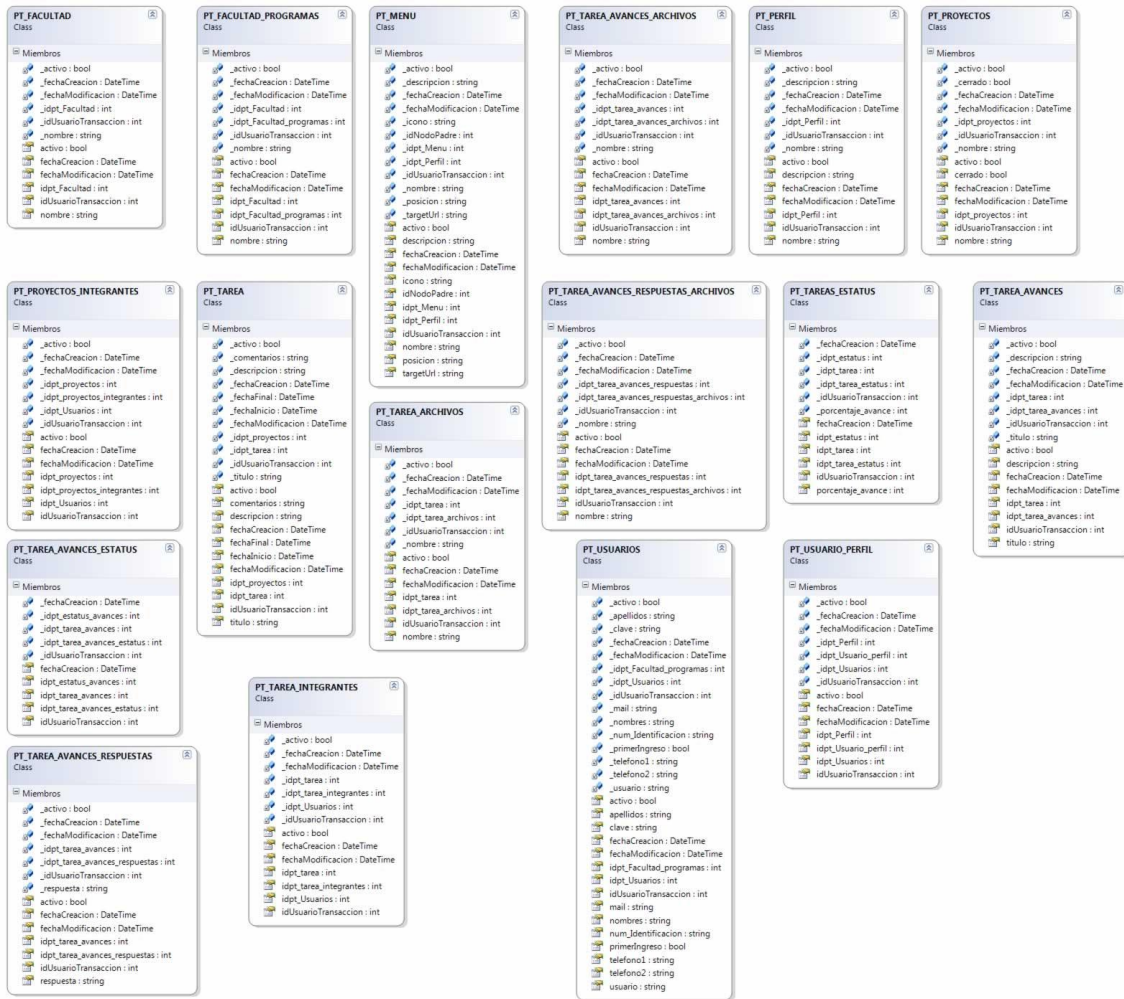 PT_FACULTAD
Class
Miembros
_activo : bool
_fechaCreacion : DateTime
_fechaModificacion : DateTime
_idpt_Facultad : int
_idUsuarioTransaccion : int
_nombre : string
activo : bool
fechaCreacion : DateTime
fechaModificacion : DateTime
idpt_Facultad : int
idUsuarioTransaccion : int
nombre : string
PT_FACULTAD_PROGRAMAS
Class
Miembros
_activo : bool
_fechaCreacion : DateTime
_fechaModificacion : DateTime
_idpt_Facultad : int
_idpt_Facultad_programas : int
_idUsuarioTransaccion : int
_nombre : string
activo : bool
fechaCreacion : DateTime
fechaModificacion : DateTime
idpt_Facultad : int
idpt_Facultad_programas : int
idUsuarioTransaccion : int
nombre : string
PT_MENU
Class
Miembros
_activo : bool
_descripcion : string
_fechaCreacion : DateTime
_fechaModificacion : DateTime
_icono : string
_idNodoPadre : int
_idpt_Menu : int
_idpt_Perfil : int
_idUsuarioTransaccion : int
_nombre : string
_posicion : string
_targetUrl : string
activo : bool
descripcion : string
fechaCreacion : DateTime
fechaModificacion : DateTime
icono : string
idNodoPadre : int
idpt_Menu : int
idpt_Perfil : int
idUsuarioTransaccion : int
nombre : string
posicion : string
targetUrl : string
PT_TAREA_AVANCES_ARCHIVOS
Class
Miembros
_activo : bool
_fechaCreacion : DateTime
_fechaModificacion : DateTime
_idpt_tarea_avances : int
_idpt_tarea_avances_archivos : int
_idUsuarioTransaccion : int
_nombre : string
activo : bool
fechaCreacion : DateTime
fechaModificacion : DateTime
idpt_tarea_avances : int
idpt_tarea_avances_archivos : int
idUsuarioTransaccion : int
nombre : string
PT_PERFIL
Class
Miembros
_activo : bool
_descripcion : string
_fechaCreacion : DateTime
_fechaModificacion : DateTime
_idpt_Perfil : int
_idUsuarioTransaccion : int
_nombre : string
activo : bool
descripcion : string
fechaCreacion : DateTime
fechaModificacion : DateTime
idpt_Perfil : int
idUsuarioTransaccion : int
nombre : string
PT_PROYECTOS
Class
Miembros
_activo : bool
_cerrado : bool
_fechaCreacion : DateTime
_fechaModificacion : DateTime
_idpt_proyectos : int
_idUsuarioTransaccion : int
_nombre : string
activo : bool
cerrado : bool
fechaCreacion : DateTime
fechaModificacion : DateTime
idpt_proyectos : int
idUsuarioTransaccion : int
nombre : string
PT_PROYECTOS_INTEGRANTES
Class
Miembros
_activo : bool
_fechaCreacion : DateTime
_fechaModificacion : DateTime
_idpt_proyectos : int
_idpt_proyectos_integrantes : int
_idpt_Usuarios : int
_idUsuarioTransaccion : int
activo : bool
fechaCreacion : DateTime
fechaModificacion : DateTime
idpt_proyectos : int
idpt_proyectos_integrantes : int
idpt_Usuarios : int
idUsuarioTransaccion : int
PT_TAREA
Class
Miembros
_activo : bool
_comentarios : string
_descripcion : string
_fechaCreacion : DateTime
_fechaFinal : DateTime
_fechaInicio : DateTime
_fechaModificacion : DateTime
_idpt_proyectos : int
_idpt_tarea : int
_idUsuarioTransaccion : int
_titulo : string
activo : bool
comentarios : string
descripcion : string
fechaCreacion : DateTime
fechaFinal : DateTime
fechaInicio : DateTime
fechaModificacion : DateTime
idpt_proyectos : int
idpt_tarea : int
idUsuarioTransaccion : int
titulo : string
PT_TAREA_ARCHIVOS
Class
Miembros
_activo : bool
_fechaCreacion : DateTime
_fechaModificacion : DateTime
_idpt_tarea : int
_idpt_tarea_archivos : int
_idUsuarioTransaccion : int
_nombre : string
activo : bool
fechaCreacion : DateTime
fechaModificacion : DateTime
idpt_tarea : int
idpt_tarea_archivos : int
idUsuarioTransaccion : int
nombre : string
PT_TAREA_AVANCES_RESPUESTAS_ARCHIVOS
Class
Miembros
_activo : bool
_fechaCreacion : DateTime
_fechaModificacion : DateTime
_idpt_tarea_avances_respuestas : int
_idpt_tarea_avances_respuestas_archivos : int
_idUsuarioTransaccion : int
_nombre : string
activo : bool
fechaCreacion : DateTime
fechaModificacion : DateTime
idpt_tarea_avances_respuestas : int
idpt_tarea_avances_respuestas_archivos : int
idUsuarioTransaccion : int
nombre : string
PT_TAREAS_ESTATUS
Class
Miembros
_fechaCreacion : DateTime
_idpt_estatus : int
_idpt_tarea : int
_idpt_tarea_estatus : int
_idUsuarioTransaccion : int
_porcentaje_avance : int
fechaCreacion : DateTime
idpt_estatus : int
idpt_tarea : int
idpt_tarea_estatus : int
idUsuarioTransaccion : int
porcentaje_avance : int
PT_TAREA_AVANCES
Class
Miembros
_activo : bool
_descripcion : string
_fechaCreacion : DateTime
_fechaModificacion : DateTime
_idpt_tarea : int
_idpt_tarea_avances : int
_idUsuarioTransaccion : int
_titulo : string
activo : bool
descripcion : string
fechaCreacion : DateTime
fechaModificacion : DateTime
idpt_tarea : int
idpt_tarea_avances : int
idUsuarioTransaccion : int
titulo : string
PT_TAREA_AVANCES_ESTATUS
Class
Miembros
_fechaCreacion : DateTime
_idpt_estatus_avances : int
_idpt_tarea_avances : int
_idpt_tarea_avances_estatus : int
_idUsuarioTransaccion : int
fechaCreacion : DateTime
idpt_estatus_avances : int
idpt_tarea_avances : int
idpt_tarea_avances_estatus : int
idUsuarioTransaccion : int
PT_USUARIOS
Class
Miembros
_activo : bool
_apellidos : string
_clave : string
_fechaCreacion : DateTime
_fechaModificacion : DateTime
_idpt_Facultad_programas : int
_idpt_Usuarios : int
_idUsuarioTransaccion : int
_mail : string
_nombres : string
_num_Identificacion : string
_primerIngreso : bool
_telefono1 : string
_telefono2 : string
_usuario : string
activo : bool
apellidos : string
clave : string
fechaCreacion : DateTime
fechaModificacion : DateTime
idpt_Facultad_programas : int
idpt_Usuarios : int
idUsuarioTransaccion : int
mail : string
nombres : string
num_Identificacion : string
primerIngreso : bool
telefono1 : string
telefono2 : string
usuario : string
PT_USUARIO_PERFIL
Class
Miembros
_activo : bool
_fechaCreacion : DateTime
_fechaModificacion : DateTime
_idpt_Perfil : int
_idpt_Usuario_perfil : int
_idpt_Usuarios : int
_idUsuarioTransaccion : int
activo : bool
fechaCreacion : DateTime
fechaModificacion : DateTime
idpt_Perfil : int
idpt_Usuario_perfil : int
idpt_Usuarios : int
idUsuarioTransaccion : int
PT_TAREA_INTEGRANTES
Class
Miembros
_activo : bool
_fechaCreacion : DateTime
_fechaModificacion : DateTime
_idpt_tarea : int
_idpt_tarea_integrantes : int
_idpt_Usuarios : int
_idUsuarioTransaccion : int
activo : bool
fechaCreacion : DateTime
fechaModificacion : DateTime
idpt_tarea : int
idpt_tarea_integrantes : int
idpt_Usuarios : int
idUsuarioTransaccion : int
PT_TAREA_AVANCES_RESPUESTAS
Class
Miembros
_activo : bool
_fechaCreacion : DateTime
_fechaModificacion : DateTime
_idpt_tarea_avances : int
_idpt_tarea_avances_respuestas : int
_idUsuarioTransaccion : int
_respuesta : string
activo : bool
fechaCreacion : DateTime
fechaModificacion : DateTime
idpt_tarea_avances : int
idpt_tarea_avances_respuestas : int
idUsuarioTransaccion : int
respuesta : string